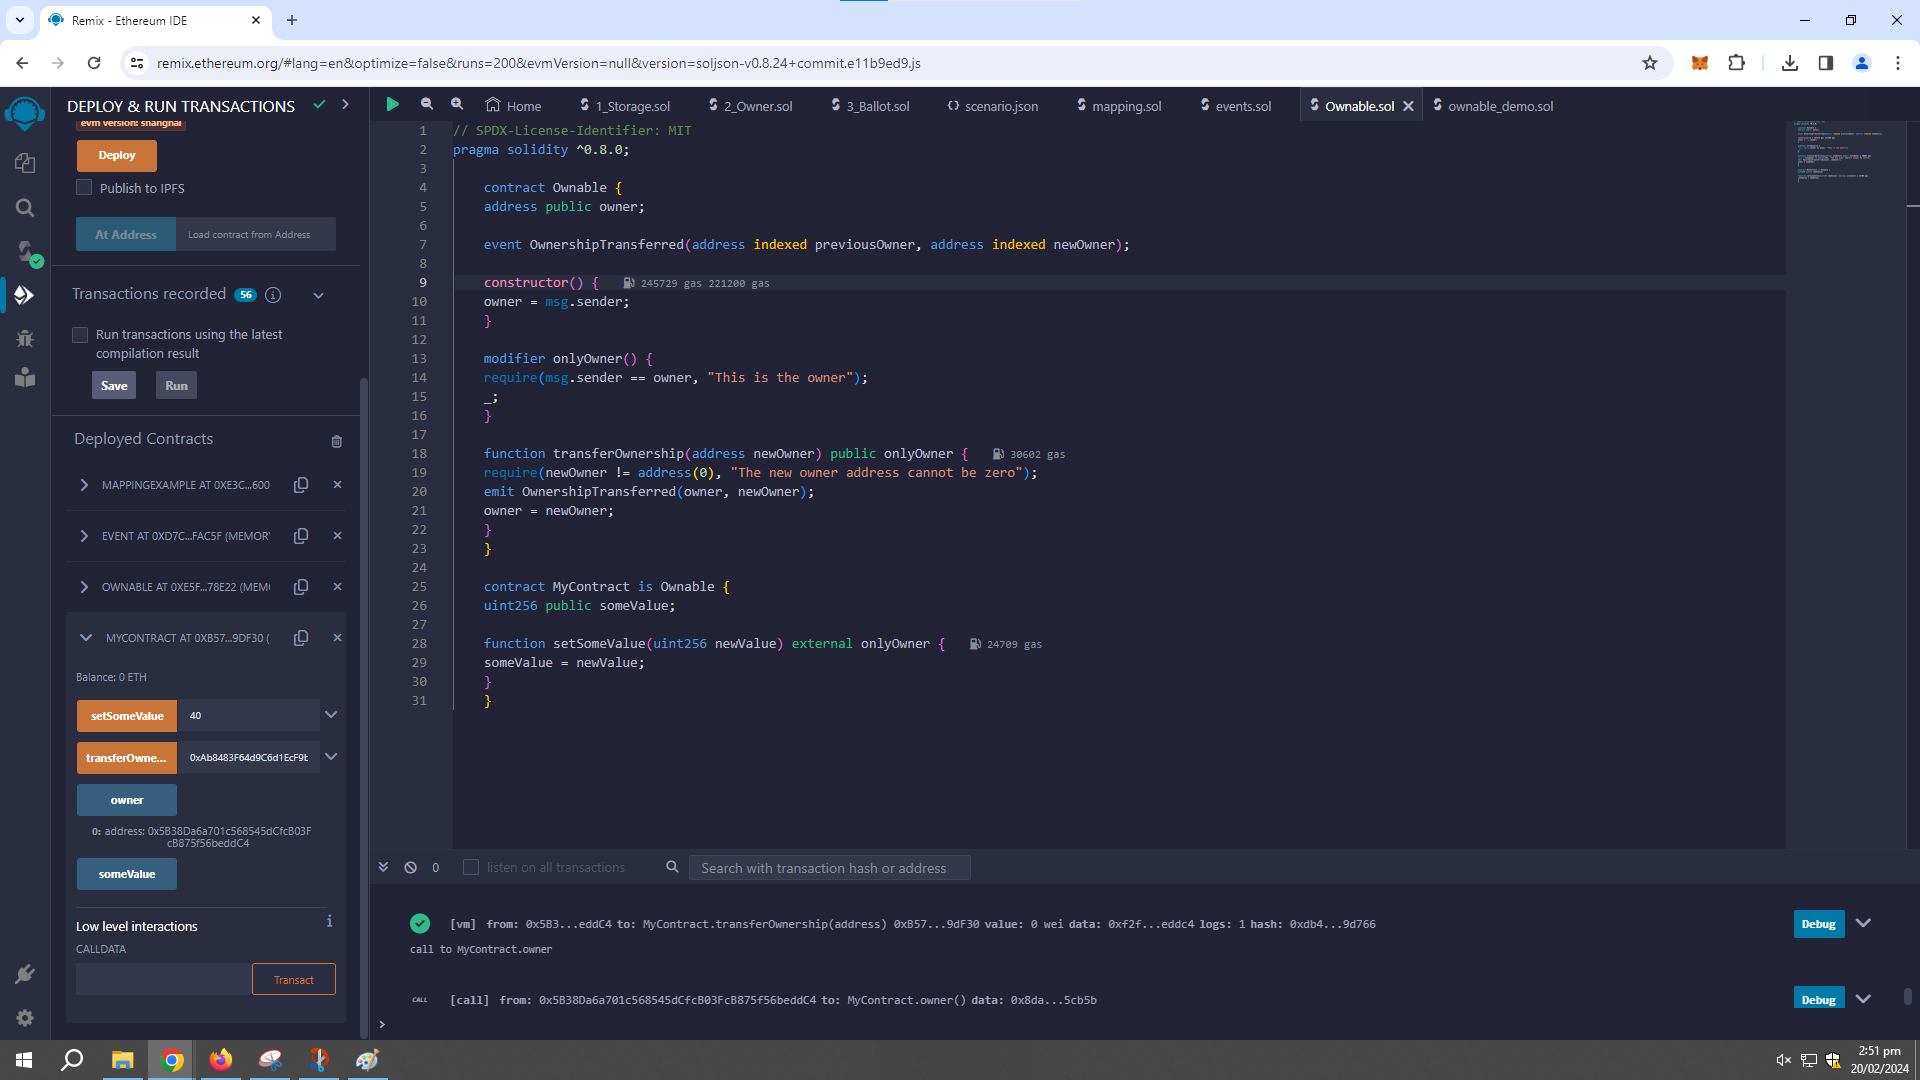 Remix - Ethereum IDE
remix.ethereum.org/#lang=en&optimize=false&runs=200&evmVersion=null&version=soljson-v0.8.24+commit.e11b9ed9.js
DEPLOY & RUN TRANSACTIONS
Home
1_Storage.sol
2_Owner.sol
3_Ballot.sol
scenario.json
mapping.sol
events.sol
Ownable.sol
ownable_demo.sol
evm version: shanghai
Deploy
Publish to IPFS
At Address
Load contract from Address
Transactions recorded 56
Run transactions using the latest
compilation result
Save
Run
Deployed Contracts
MAPPINGEXAMPLE AT 0XE3C...600
EVENT AT 0XD7C...FAC5F (MEMOR
OWNABLE AT 0XE5F...78E22 (MEM
MYCONTRACT AT 0XB57...9DF30 (
Balance: 0 ETH
setSomeValue
40
transferOwne...
0xAb8483F64d9C6d1EcF9b
owner
0: address: 0x5B38Da6a701c568545dCfcB03F
cB875f56beddC4
someValue
Low level interactions
CALLDATA
Transact
1 // SPDX-License-Identifier: MIT
2 pragma solidity ^0.8.0;
3
4 contract Ownable {
5 address public owner;
6
7 event OwnershipTransferred(address indexed previousOwner, address indexed newOwner);
8
9 constructor() { 245729 gas 221200 gas
10 owner = msg.sender;
11 }
12
13 modifier onlyOwner() {
14 require(msg.sender == owner, "This is the owner");
15 _;
16 }
17
18 function transferOwnership(address newOwner) public onlyOwner { 30602 gas
19 require(newOwner != address(0), "The new owner address cannot be zero");
20 emit OwnershipTransferred(owner, newOwner);
21 owner = newOwner;
22 }
23 }
24
25 contract MyContract is Ownable {
26 uint256 public someValue;
27
28 function setSomeValue(uint256 newValue) external onlyOwner { 24709 gas
29 someValue = newValue;
30 }
31 }
0
listen on all transactions
Search with transaction hash or address
[vm] from: 0x5B3...eddC4 to: MyContract.transferOwnership(address) 0xB57...9dF30 value: 0 wei data: 0xf2f...eddc4 logs: 1 hash: 0xdb4...9d766
Debug
call to MyContract.owner
CALL [call] from: 0x5B38Da6a701c568545dCfcB03FcB875f56beddC4 to: MyContract.owner() data: 0x8da...5cb5b
Debug
>
2:51 pm
20/02/2024